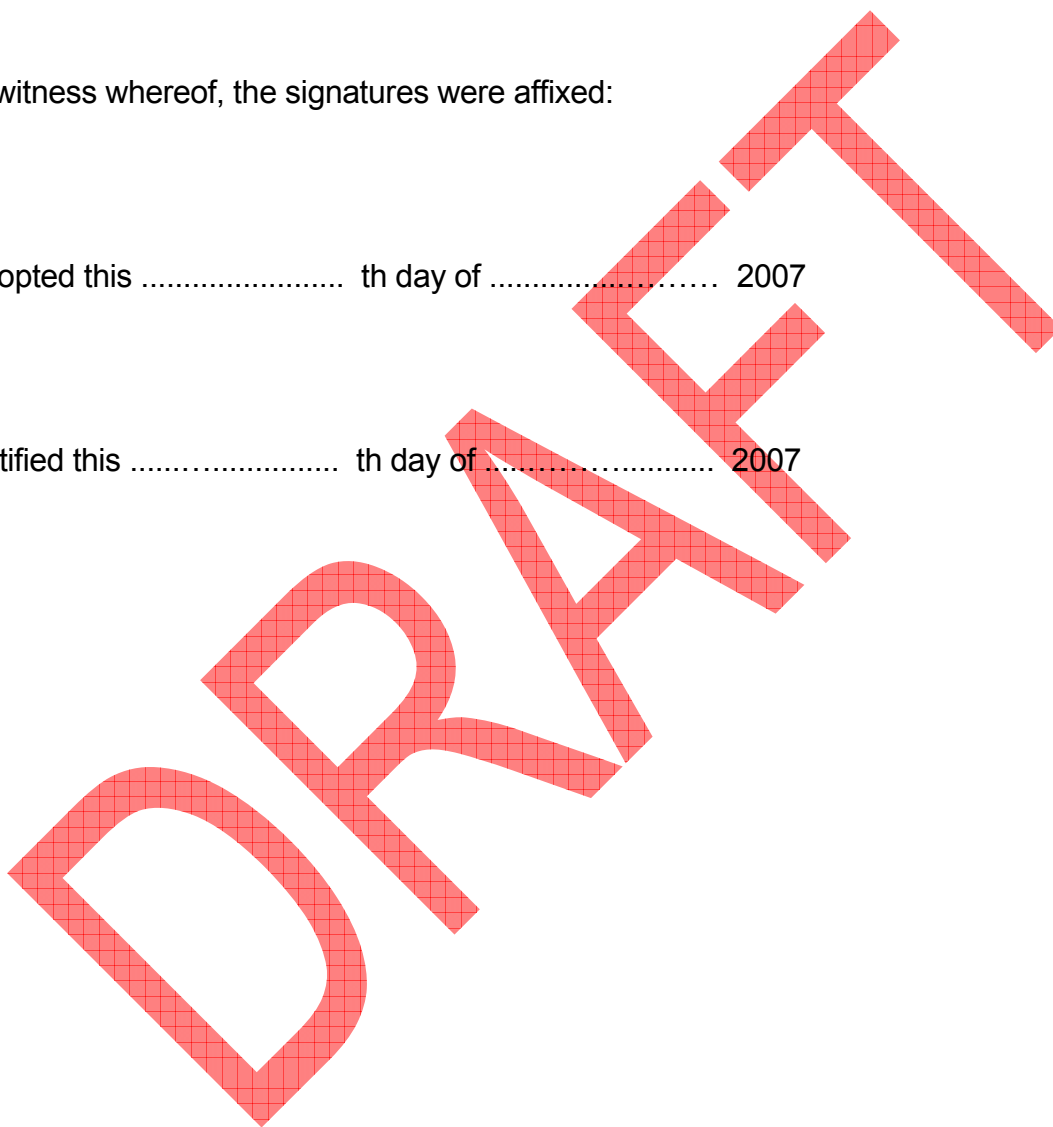 witness whereof, the signatures were affixed:
opted this ........................ th day of ........................... 2007
tified this ......................... th day of ........................... 2007
DRAFT